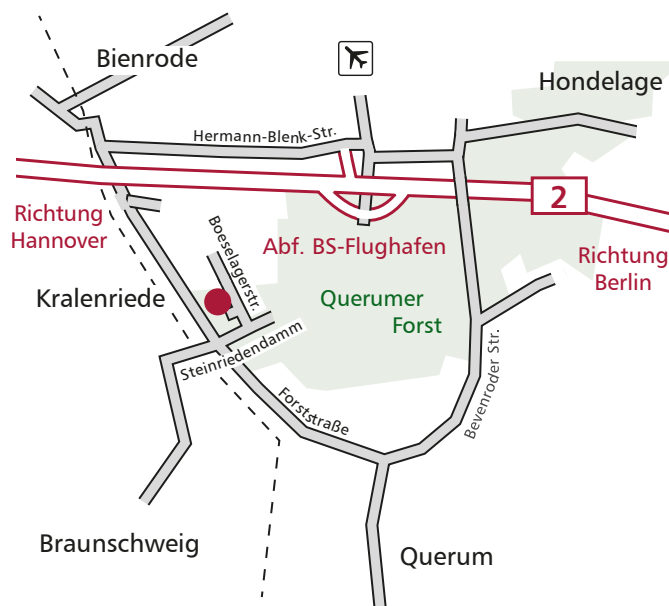 Bienrode
Hondelage
Hermann-Blenk-Str.
2
Richtung
Hannover
Boeselagerstr.
Abf. BS-Flughafen
Richtung
Berlin
Kralenriede
Querumer
Forst
Steinriedendamm
Bevenroder Str.
Forststraße
Braunschweig
Querum